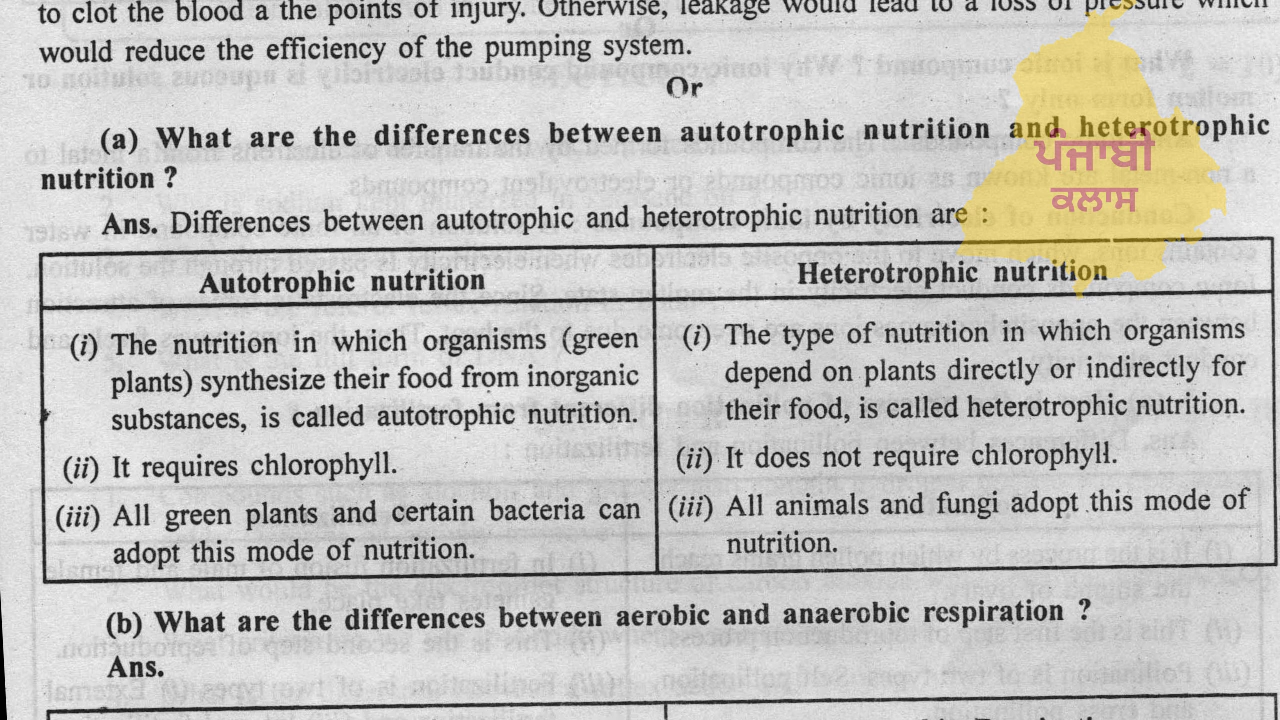 to clot the blood a the points of injury. Otherwise, leakage would lead to a loss of pressure which
would reduce the efficiency of the pumping system.
Or
(a) What are the differences between autotrophic nutrition and heterotrophic
nutrition ?
ਪੰਜਾਬੀ
ਕਲਾਸ
Ans. Differences between autotrophic and heterotrophic nutrition are :
Autotrophic nutrition
(i) The nutrition in which organisms (green
plants) synthesize their food from inorganic
substances, is called autotrophic nutrition.
(ii) It requires chlorophyll.
(iii) All green plants and certain bacteria can
adopt this mode of nutrition.
Heterotrophic nutrition
(i) The type of nutrition in which organisms
depend on plants directly or indirectly for
their food, is called heterotrophic nutrition.
(ii) It does not require chlorophyll.
(iii) All animals and fungi adopt this mode of
nutrition.
(b) What are the differences between aerobic and anaerobic respiration ?
Ans.